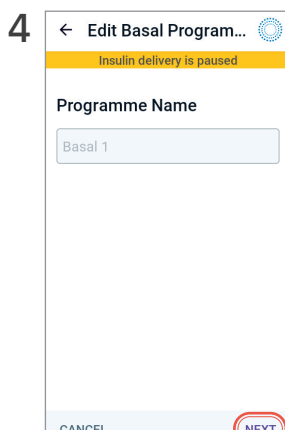 4
← Edit Basal Program...
Insulin delivery is paused
Programme Name
Basal 1
CANCEL NEXT